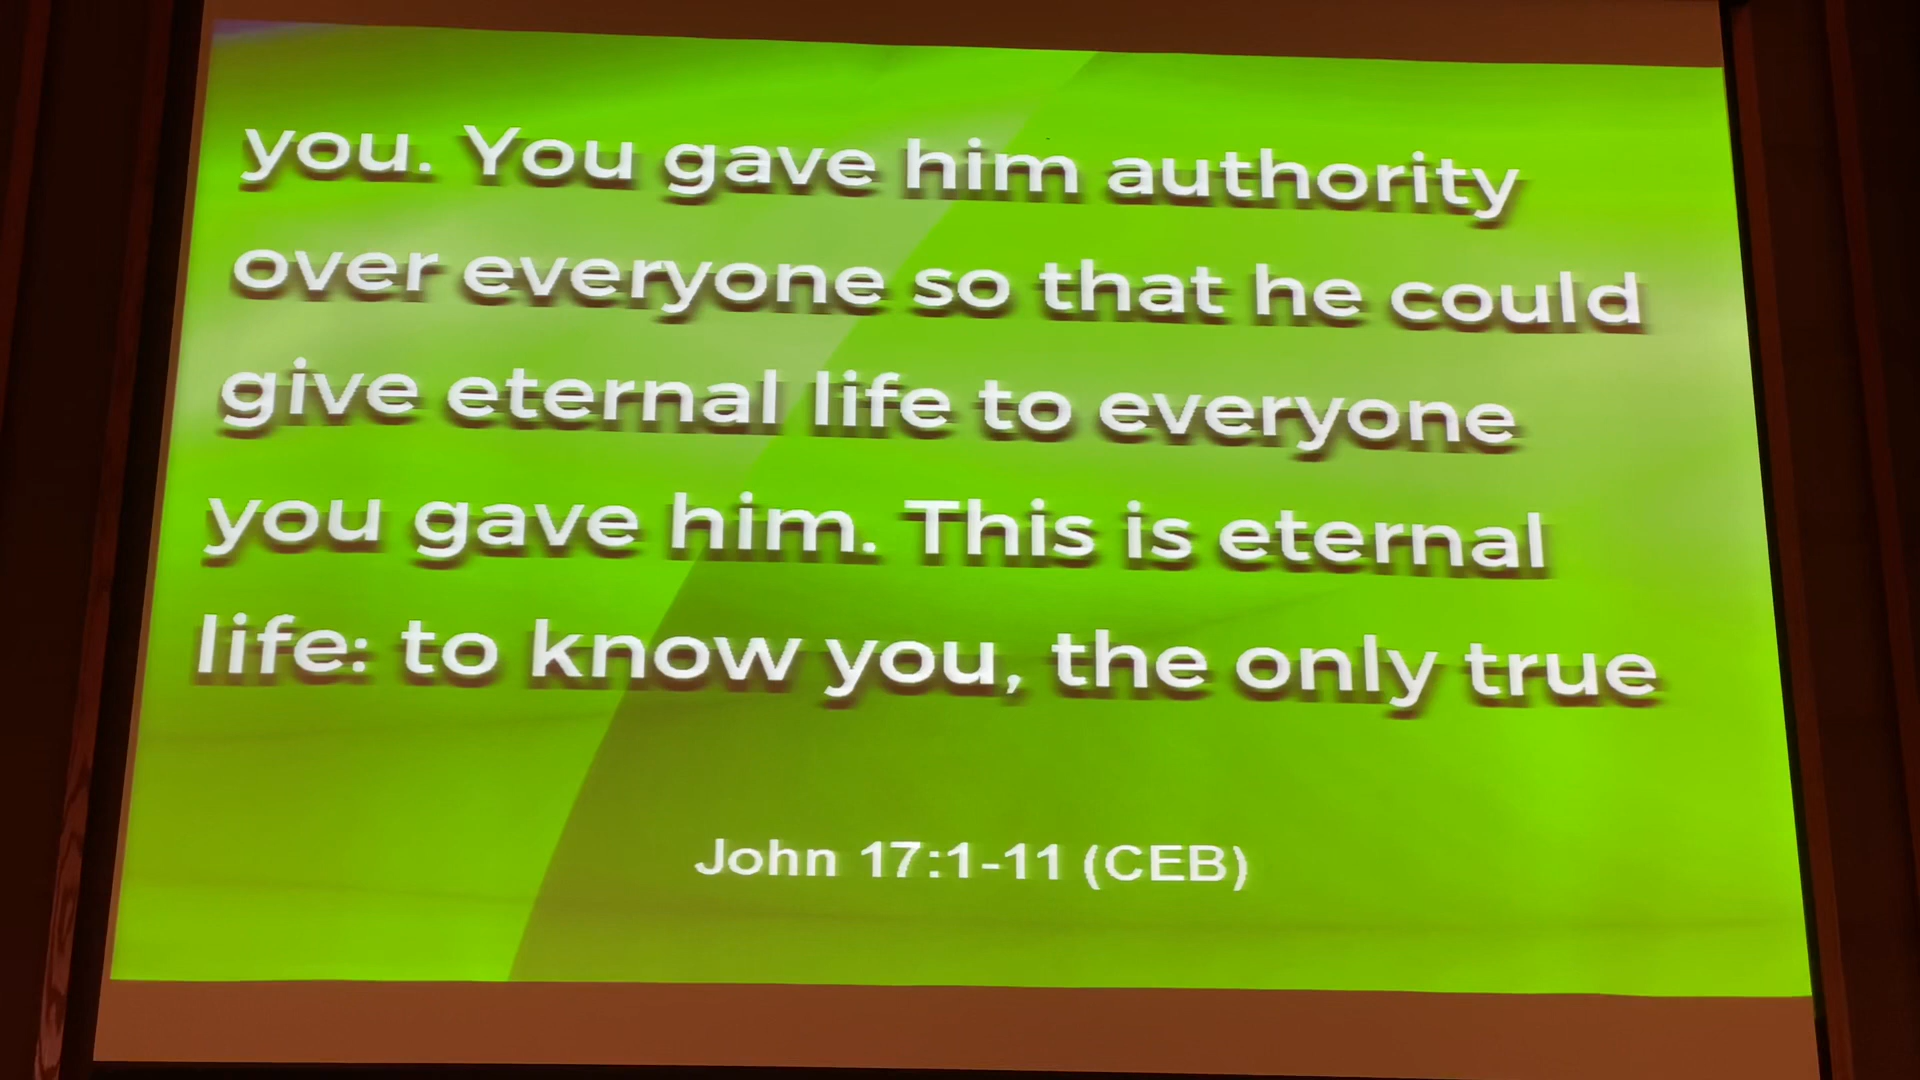 you. You gave him authority
over everyone so that he could
give eternal life to everyone
you gave him. This is eternal
life: to know you, the only true
John 17:1-11 (CEB)